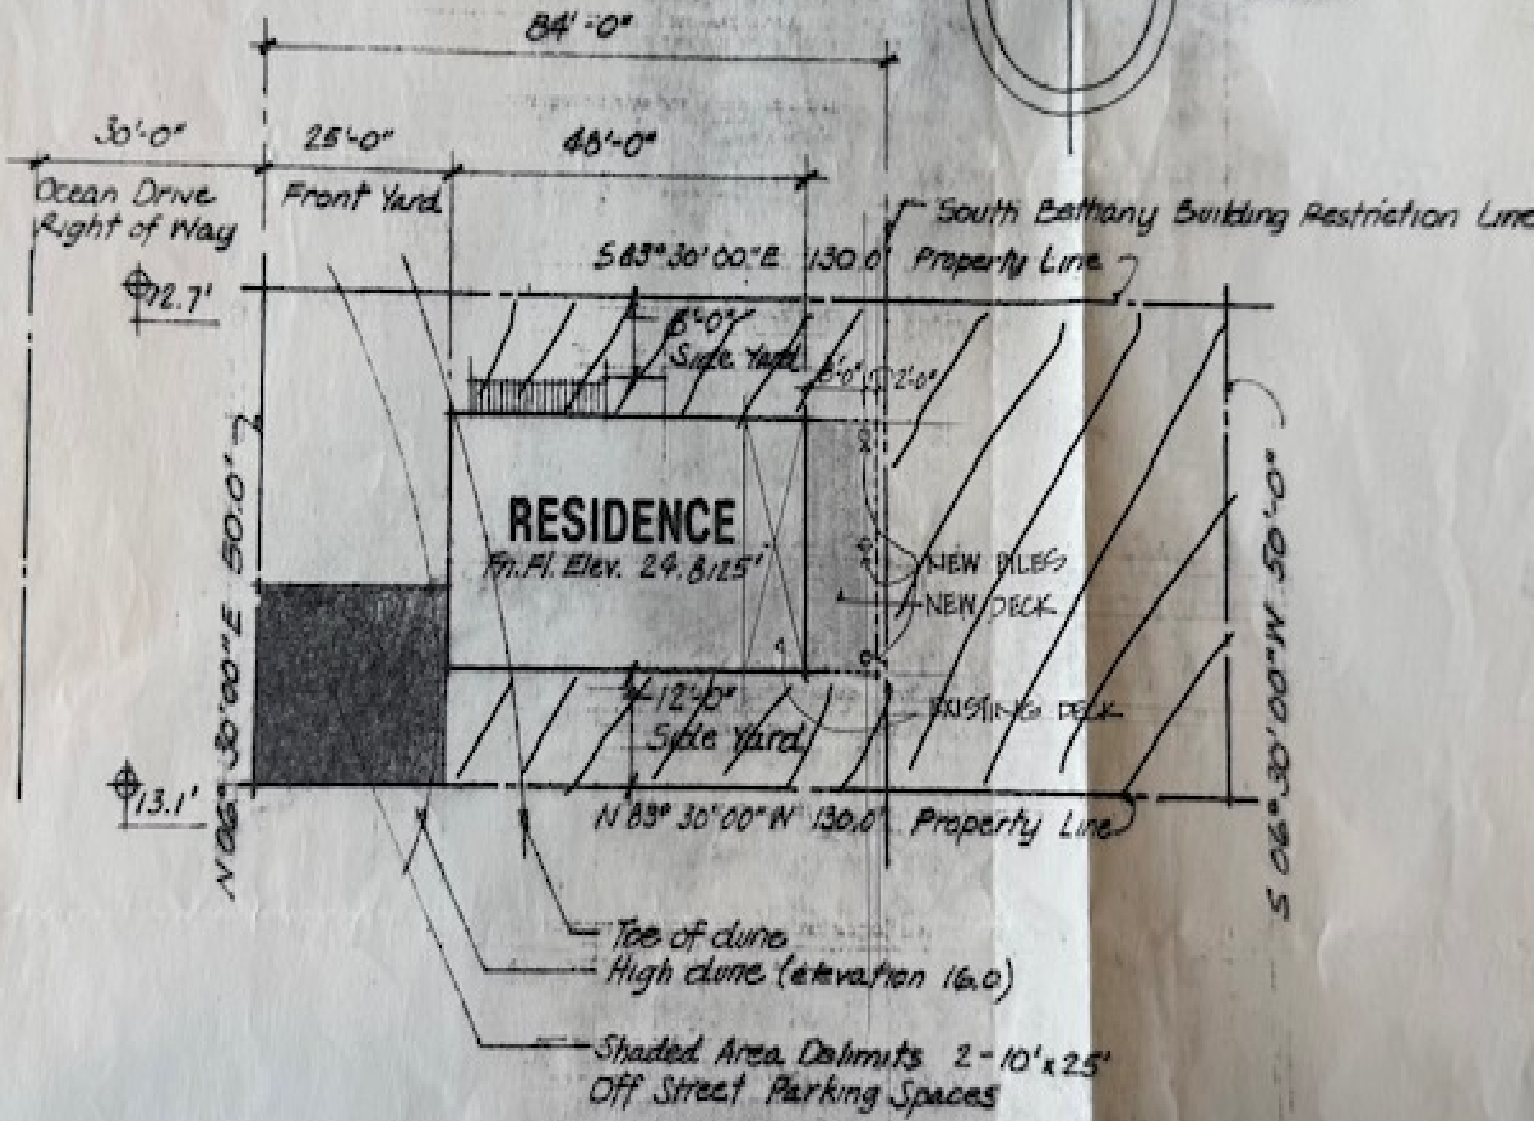 84'-0"
30'-0" 25'-0" 48'-0"
Ocean Drive
Right of Way
Front Yard
South Bethany Building Restriction Line
S 83° 30' 00" E 130.0' Property Line
12.7'
8'-0"
Side Yard
8'-0" 2'-0"
N 06° 30' 00" E 50.0'
RESIDENCE
Fn. Fl. Elev. 24.8125'
NEW PILES
NEW DECK
S 06° 30' 00" W 50'-0"
12'-0"
Side Yard
EXISTING DECK
13.1'
N 83° 30' 00" W 130.0' Property Line
Toe of dune
High dune (elevation 16.0)
Shaded Area Delimits 2-10'x25'
Off Street Parking Spaces